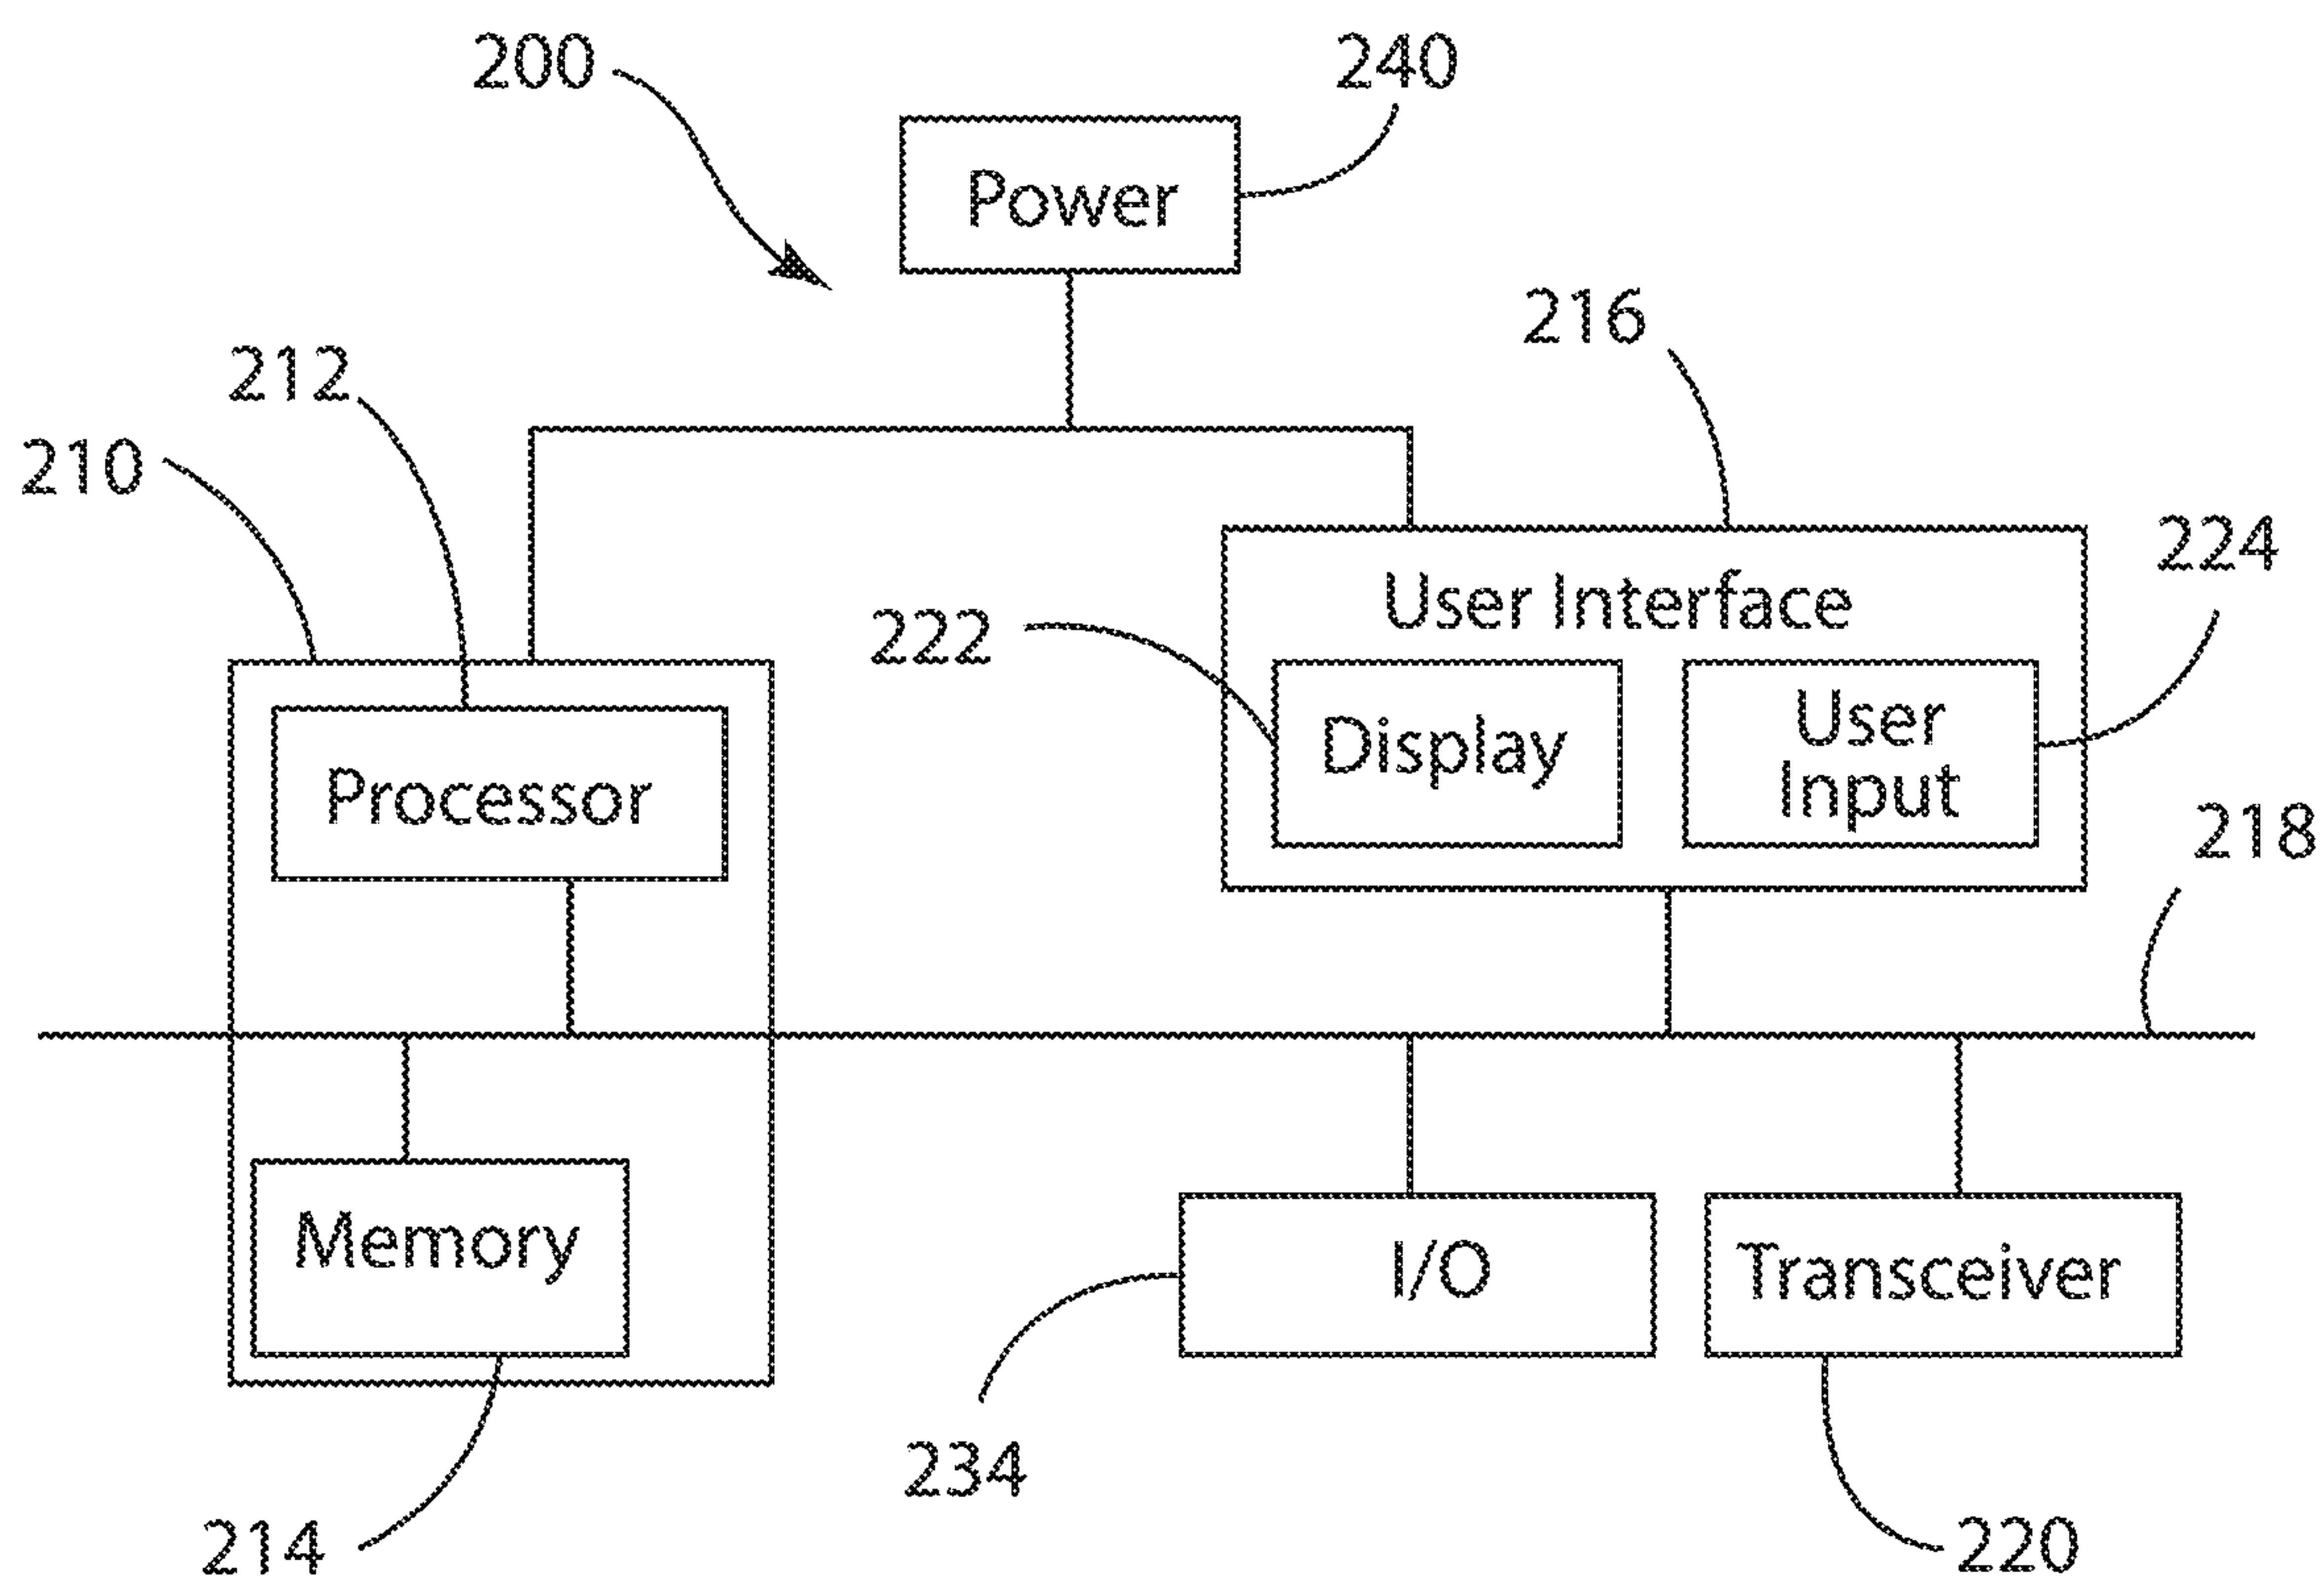 200
240
Power
216
212
210
224
User Interface
222
Display
User
Input
Processor
218
Memory
I/O
Transceiver
234
214
220